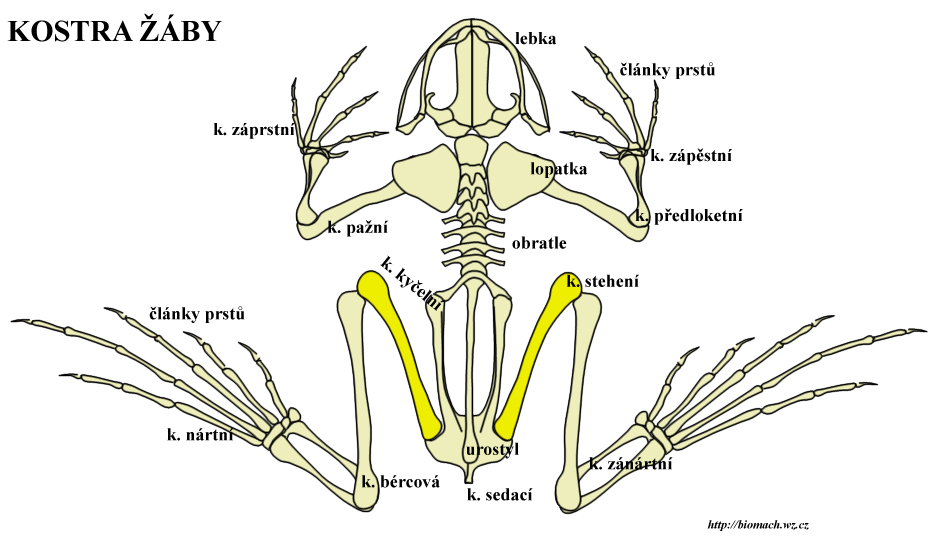 KOSTRA ŽÁBY
lebka
články prstů
k. záprstní
k. zápěstní
lopatka
k. předloketní
k. pažní
obratle
k. kyčelní
k. stehení
články prstů
k. nártní
urostyl
k. zánártní
k. bércová
k. sedací
http://biomach.wz.cz